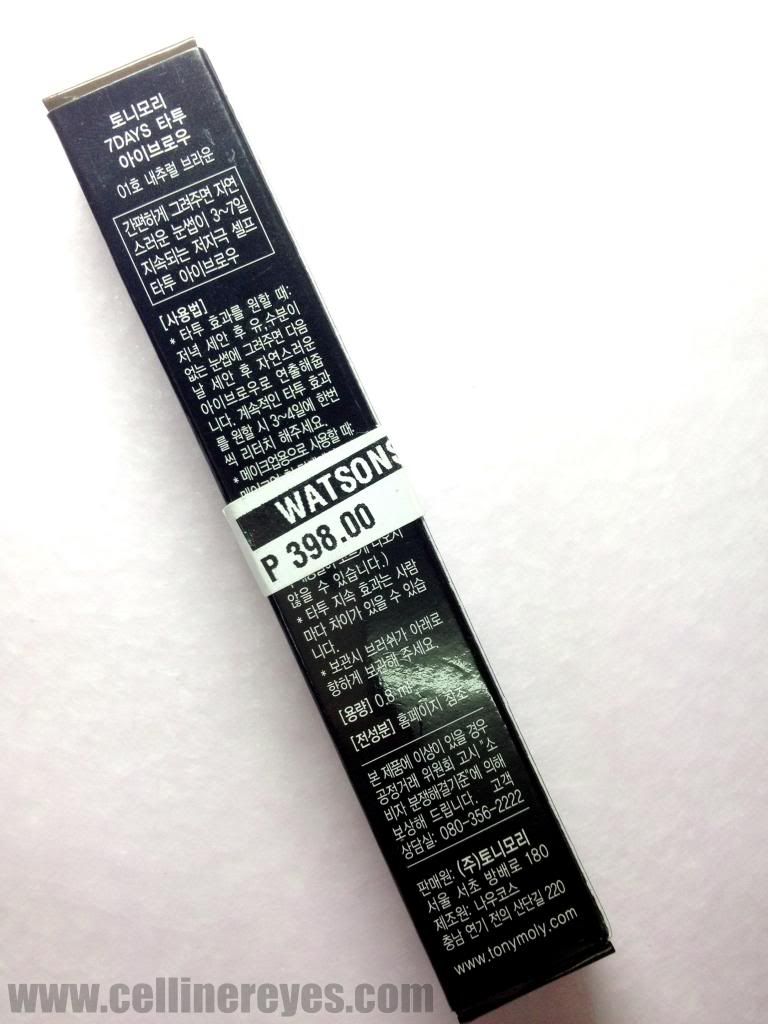 토니모리
7DAYS 타투
아이브로우
01호 내추럴 브라운
간편하게 그려주면 자연
스러운 눈썹이 3~7일
지속되는 저자극 셀프
타투 아이브로우
[사용법]
* 타투 효과를 원할 때:
저녁 세안 후 유,수분이
없는 눈썹에 그려주면 다음
날 세안 후 자연스러운
아이브로우로 연출해줍
니다. 계속적인 타투 효과
를 원할 시 3~4일에 한번
씩 리터치 해주세요.
* 메이크업용으로 사용할 때:
WATSONS
P 398.00
않을 수 있습니다.)
* 타투 지속 효과는 사람
마다 차이가 있을 수 있습
니다.
* 보관시 브러쉬가 아래로
향하게 보관해 주세요.
[용량] 0.8 ml
[전성분] 홈페이지 참조
본 제품에 이상이 있을 경우
공정거래 위원회 고시 "소
비자 분쟁해결기준"에 의해
보상해 드립니다. 고객
상담실: 080-356-2222
판매원: (주)토니모리
서울 서초 방배로 180
제조원: 나우코스
충남 연기 전의 산단길 220
www.tonymoly.com
www.cellinereyes.com